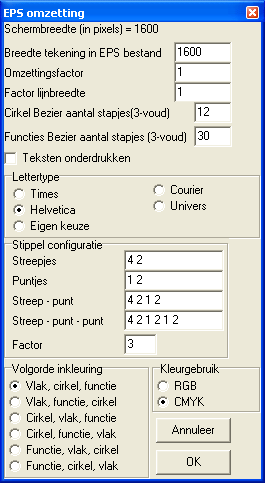 EPS omzetting
Schermbreedte (in pixels) = 1600
Breedte tekening in EPS bestand 1600
Omzettingsfactor 1
Factor lijnbreedte 1
Cirkel Bezier aantal stapjes(3-voud) 12
Functies Bezier aantal stapjes(3-voud) 30
Teksten onderdrukken
Lettertype
Times
Helvetica
Eigen keuze
Courier
Univers
Stippel configuratie
Streepjes 4 2
Puntjes 1 2
Streep - punt 4 2 1 2
Streep - punt - punt 4 2 1 2 1 2
Factor 3
Volgorde inkleuring
Vlak, cirkel, functie
Vlak, functie, cirkel
Cirkel, vlak, functie
Cirkel, functie, vlak
Functie, vlak, cirkel
Functie, cirkel, vlak
Kleurgebruik
RGB
CMYK
Annuleer
OK